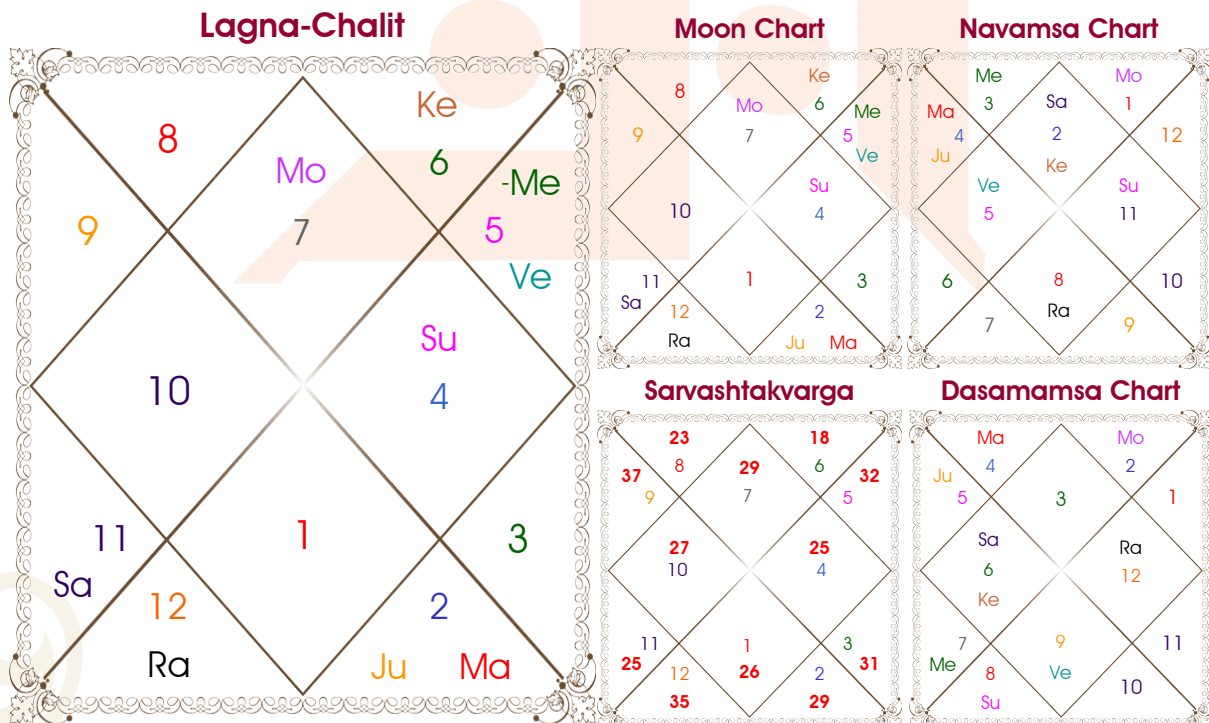 Lagna-Chalit
Ke
8
6
Mo
-Me
9
7
5
Ve
Su
10
4
11
1
3
Sa
12
2
Ra
Ju
Ma
Moon Chart
8
Ke
Mo
6
Me
9
7
5
Ve
Su
10
4
11
1
3
Sa
12
2
Ra
Ju
Ma
Navamsa Chart
Me
Mo
Ma
3
Sa
1
4
2
12
Ju
Ke
Ve
Su
5
11
6
8
10
Ra
7
9
Sarvashtakvarga
23
18
37
8
29
6
32
9
7
5
27
25
10
4
11
1
3
25
12
26
2
31
35
29
Dasamamsa Chart
Ma
Mo
Ju
4
2
5
3
1
Sa
Ra
6
12
Ke
7
9
11
Me
8
Ve
10
Su